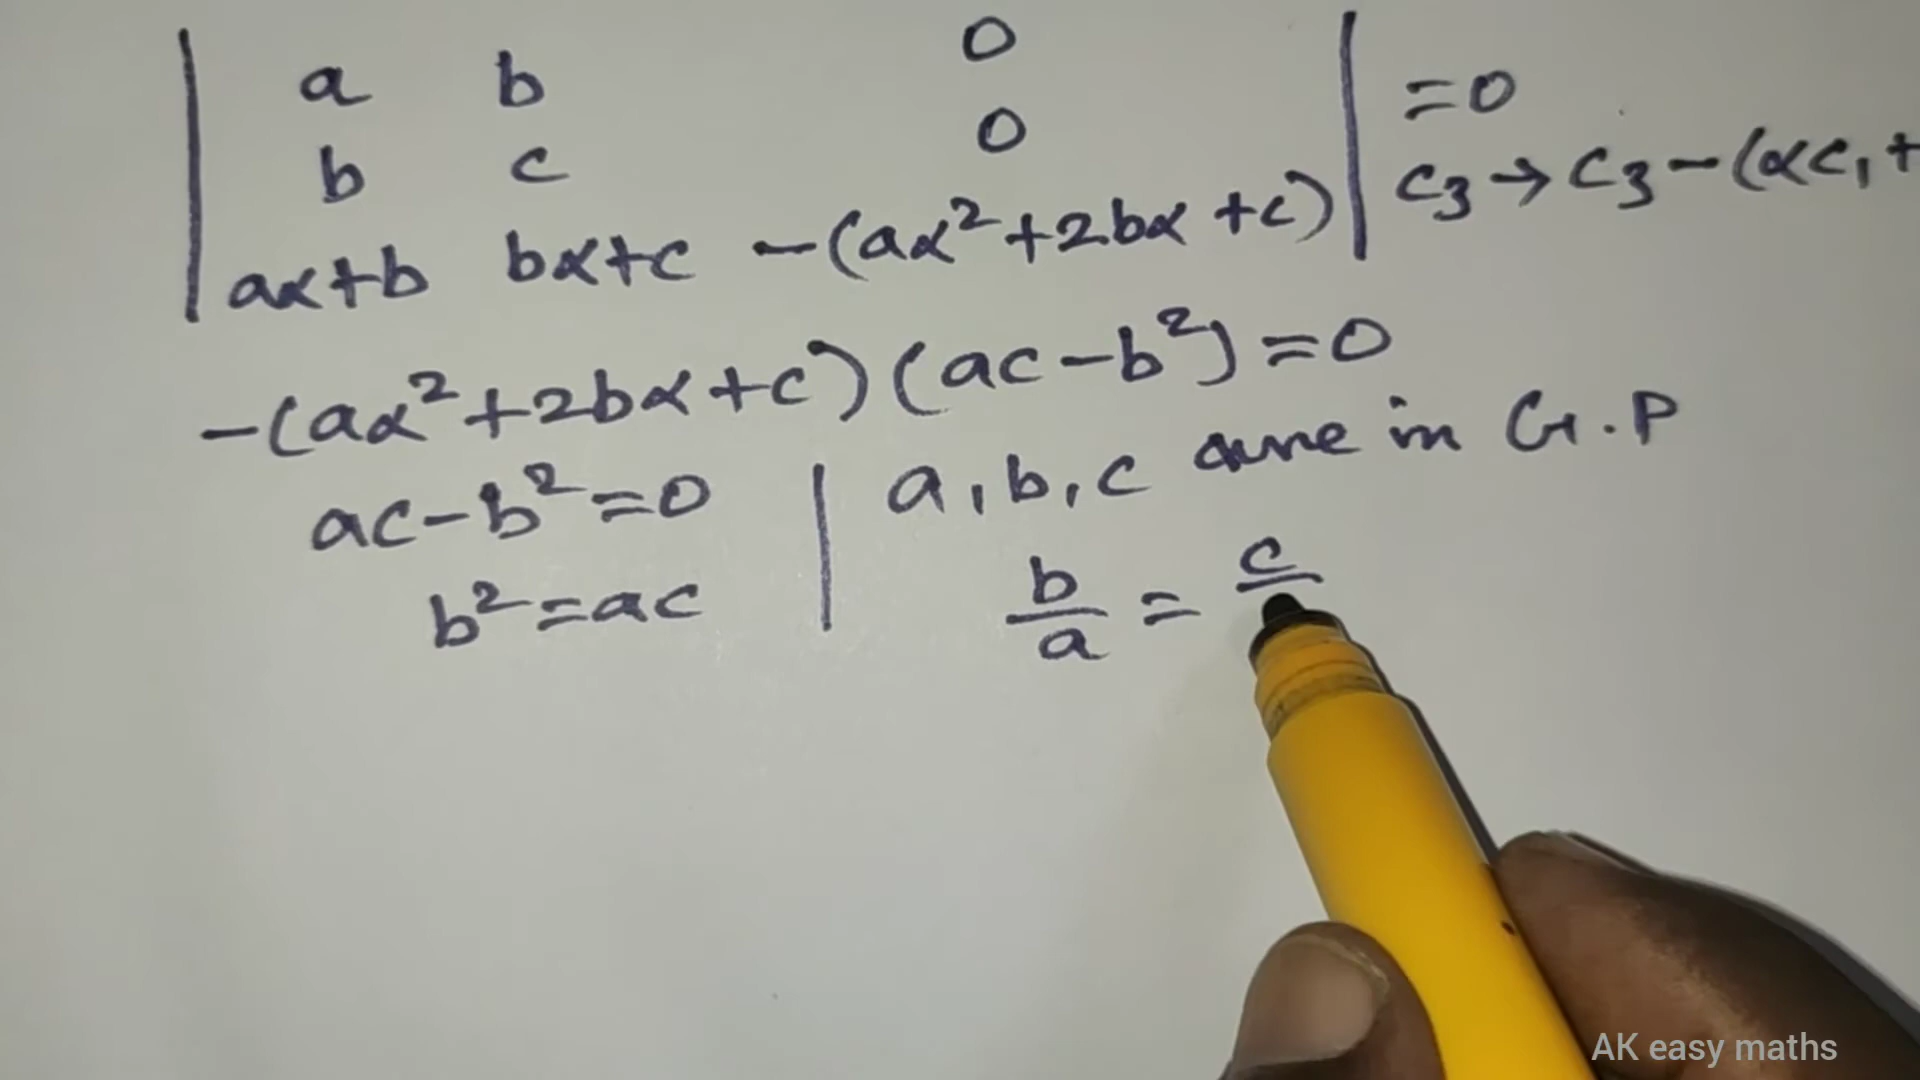 | a b 0 | =0
| b c 0 |
| aα+b bα+c -(aα²+2bα+c) | C₃→C₃-(αC₁+
-(aα²+2bα+c)(ac-b²)=0
ac-b²=0 | a,b,c are in G.P
b²=ac | b/a = c/
AK easy maths